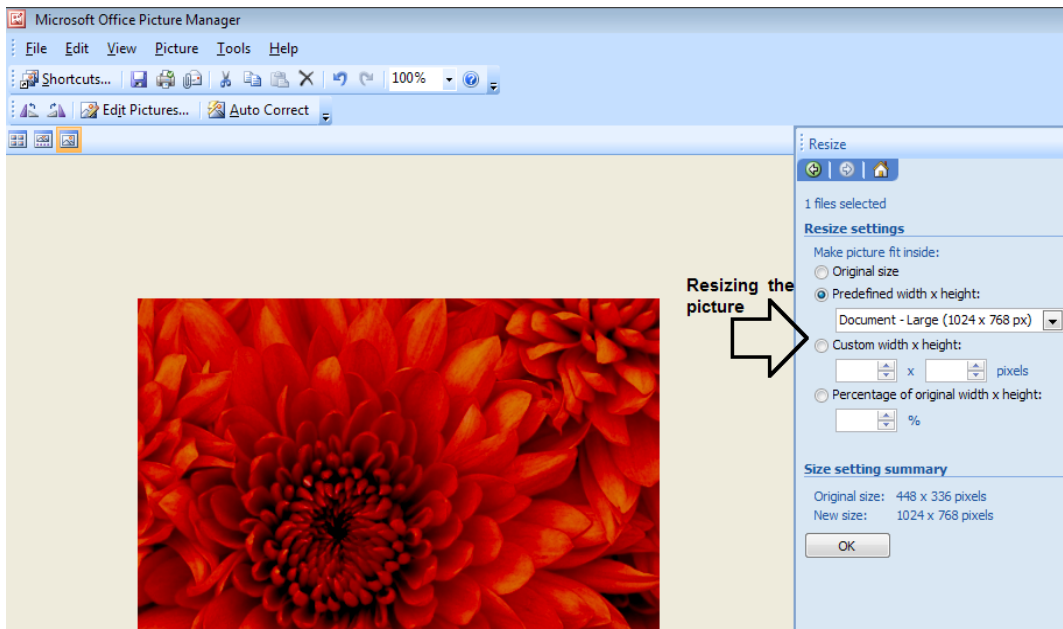 Microsoft Office Picture Manager
File Edit View Picture Tools Help
Shortcuts... 100%
Edit Pictures... Auto Correct
Resize
1 files selected
Resize settings
Make picture fit inside:
Original size
Resizing the
picture
Predefined width x height:
Document - Large (1024 x 768 px)
Custom width x height:
x pixels
Percentage of original width x height:
%
Size setting summary
Original size: 448 x 336 pixels
New size: 1024 x 768 pixels
OK